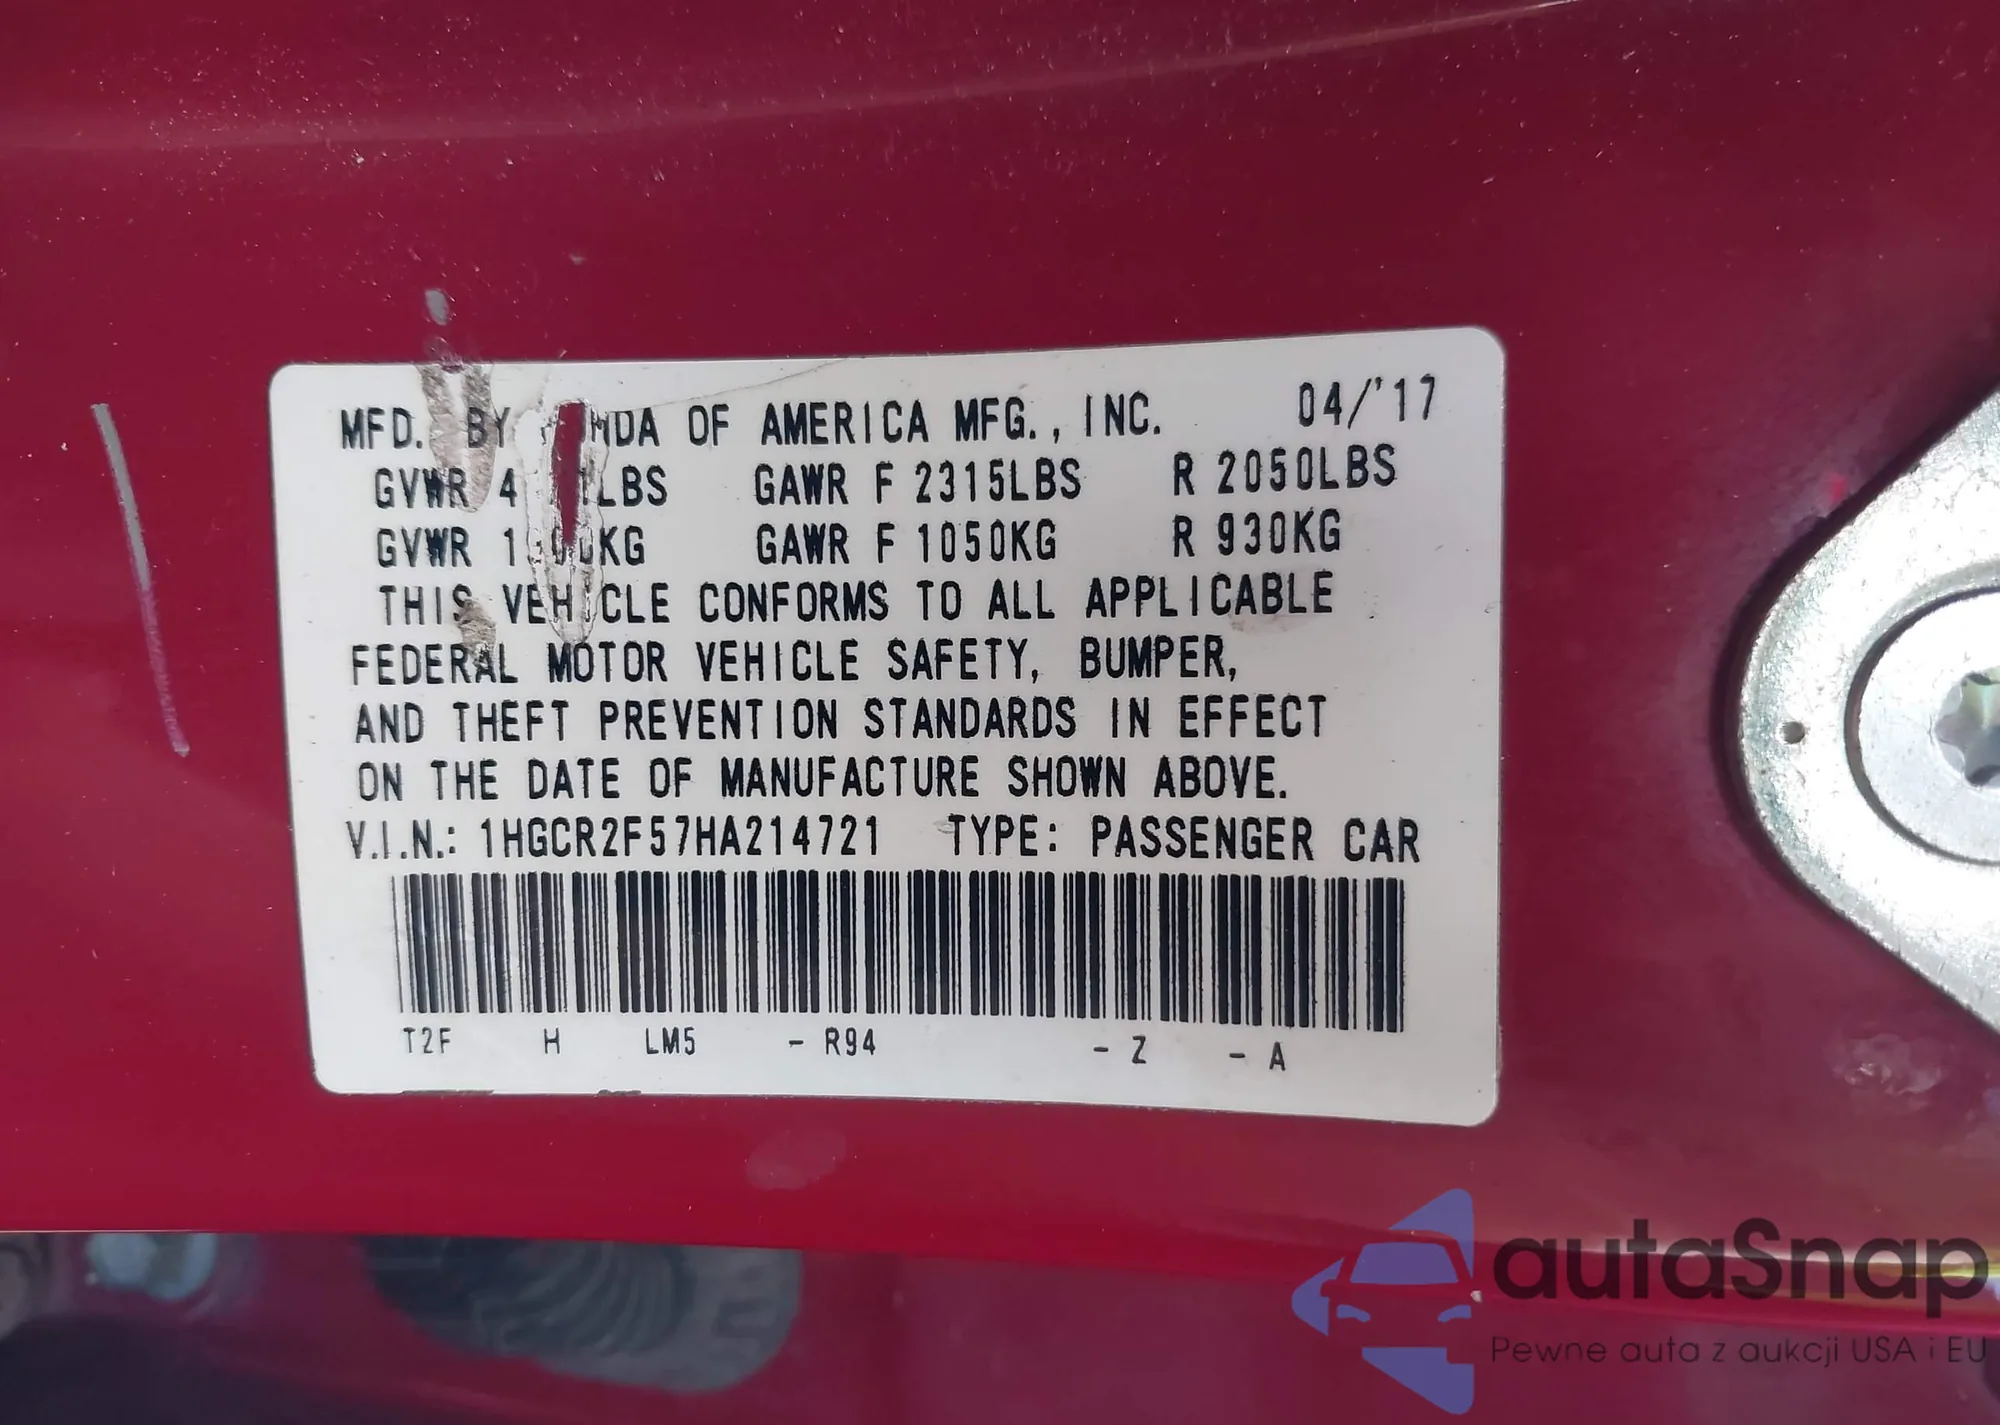 MFD. BY OF AMERICA MFG., INC. 04/'17
GVWR GAWR F 2315LBS R 2050LBS
GVWR GAWR F 1050KG R 930KG
THIS VEHICLE CONFORMS TO ALL APPLICABLE
FEDERAL MOTOR VEHICLE SAFETY, BUMPER,
AND THEFT PREVENTION STANDARDS IN EFFECT
ON THE DATE OF MANUFACTURE SHOWN ABOVE.
V.I.N.: 1HGCR2F57HA214721 TYPE: PASSENGER CAR
T2F H LM5 - R94 - Z - A
autaSnap
Pewne auta z aukcji USA i EU